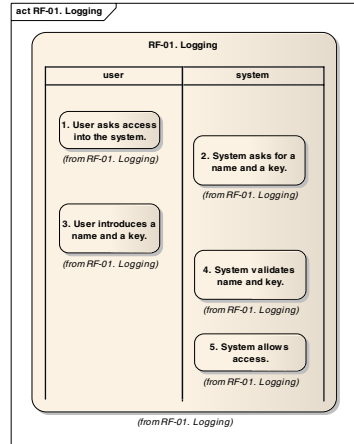 act RF-01. Logging
RF-01. Logging
user
system
1. User asks access
into the system.
(from RF-01. Logging)
2. System asks for a
name and a key.
(from RF-01. Logging)
3. User introduces a
name and a key.
(from RF-01. Logging)
4. System validates
name and key.
(from RF-01. Logging)
5. System allows
access.
(from RF-01. Logging)
(from RF-01. Logging)